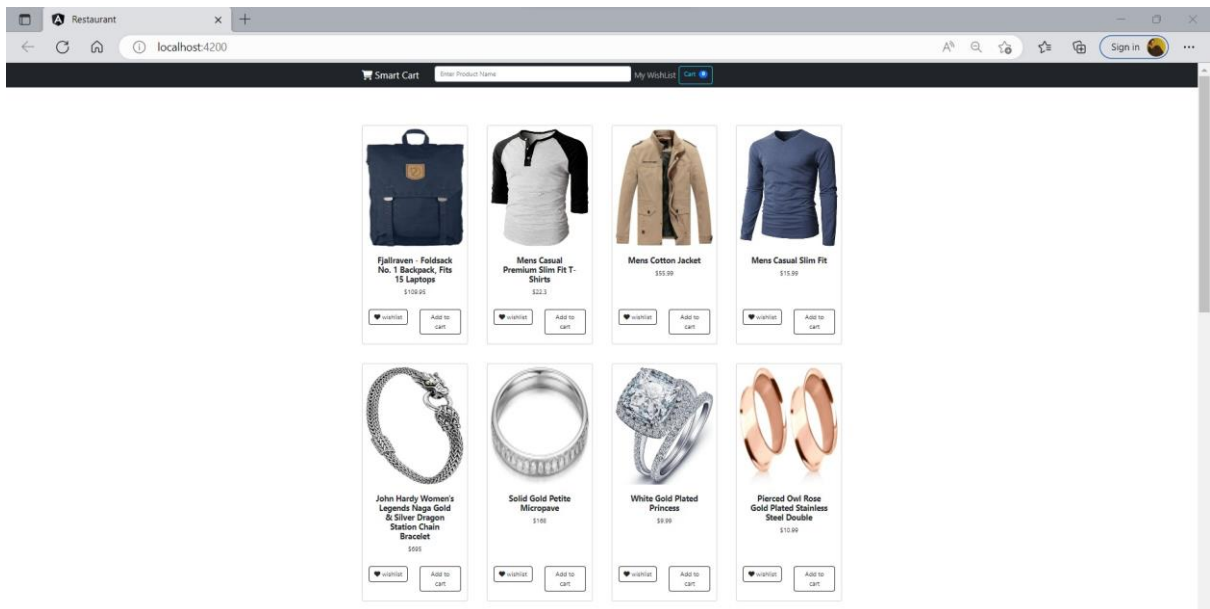 Restaurant
localhost:4200
Sign in
Smart Cart
Enter Product Name
My WishList
Cart 0
Fjallraven - Foldsack
No. 1 Backpack, Fits
15 Laptops
$109.95
wishlist
Add to
cart
Mens Casual
Premium Slim Fit T-
Shirts
$22.3
wishlist
Add to
cart
Mens Cotton Jacket
$55.99
wishlist
Add to
cart
Mens Casual Slim Fit
$15.99
wishlist
Add to
cart
John Hardy Women's
Legends Naga Gold
& Silver Dragon
Station Chain
Bracelet
$695
wishlist
Add to
cart
Solid Gold Petite
Micropave
$168
wishlist
Add to
cart
White Gold Plated
Princess
$9.99
wishlist
Add to
cart
Pierced Owl Rose
Gold Plated Stainless
Steel Double
$10.99
wishlist
Add to
cart